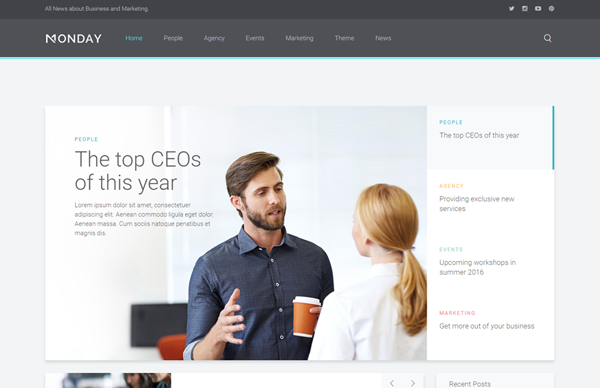 All News about Business and Marketing.
MONDAY
Home People Agency Events Marketing Theme News
PEOPLE
The top CEOs
of this year
Lorem ipsum dolor sit amet, consectetuer
adipiscing elit. Aenean commodo ligula eget dolor.
Aenean massa. Cum sociis natoque penatibus et
magnis dis.
PEOPLE
The top CEOs of this year
AGENCY
Providing exclusive new
services
EVENTS
Upcoming workshops in
summer 2016
MARKETING
Get more out of your business
Recent Posts